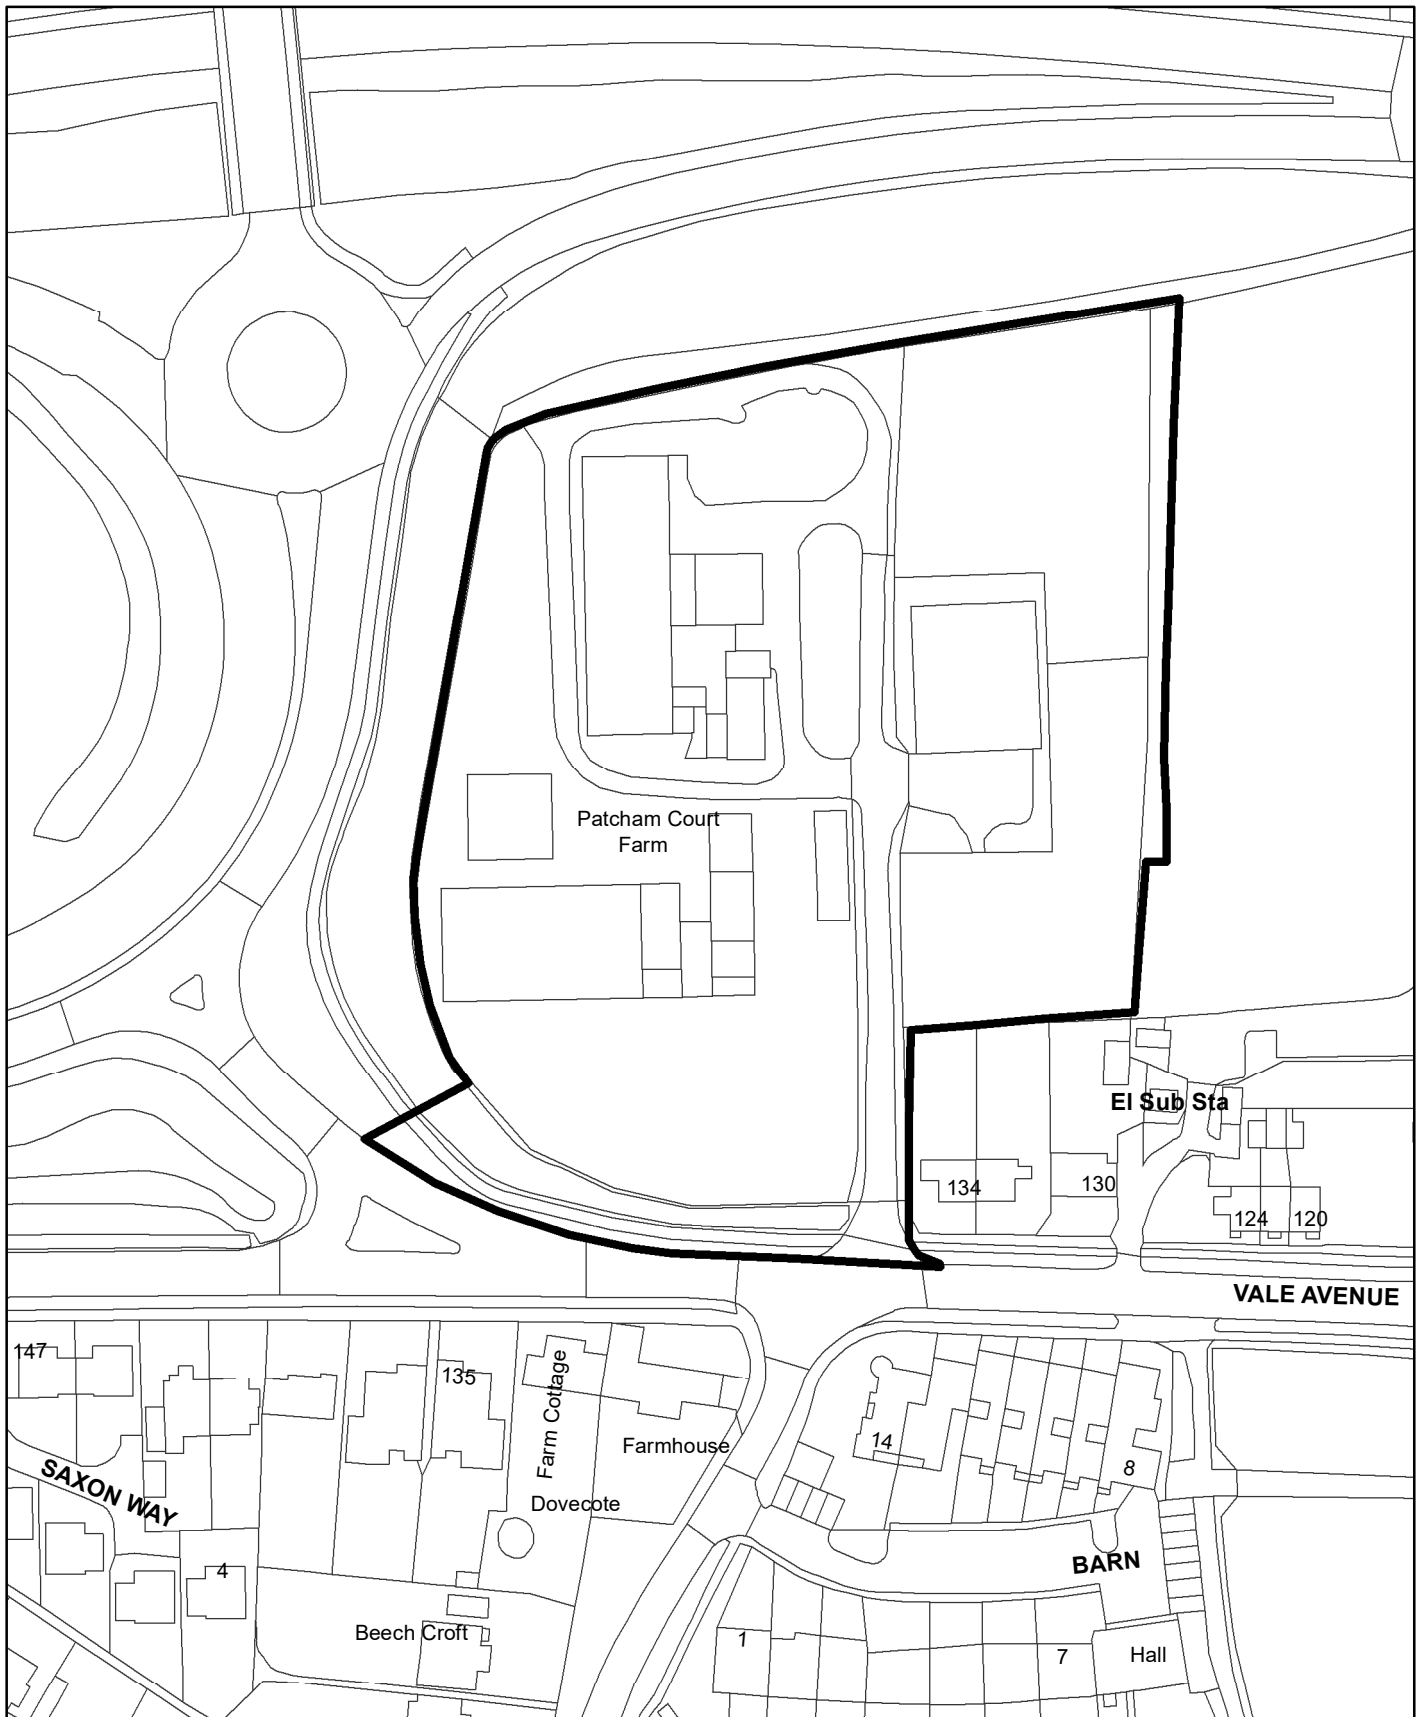 Patcham Court
Farm
El Sub Sta
134
130
124
120
VALE AVENUE
147
135
Farm Cottage
Farmhouse
14
8
SAXON WAY
Dovecote
4
BARN
Beech Croft
1
7
Hall